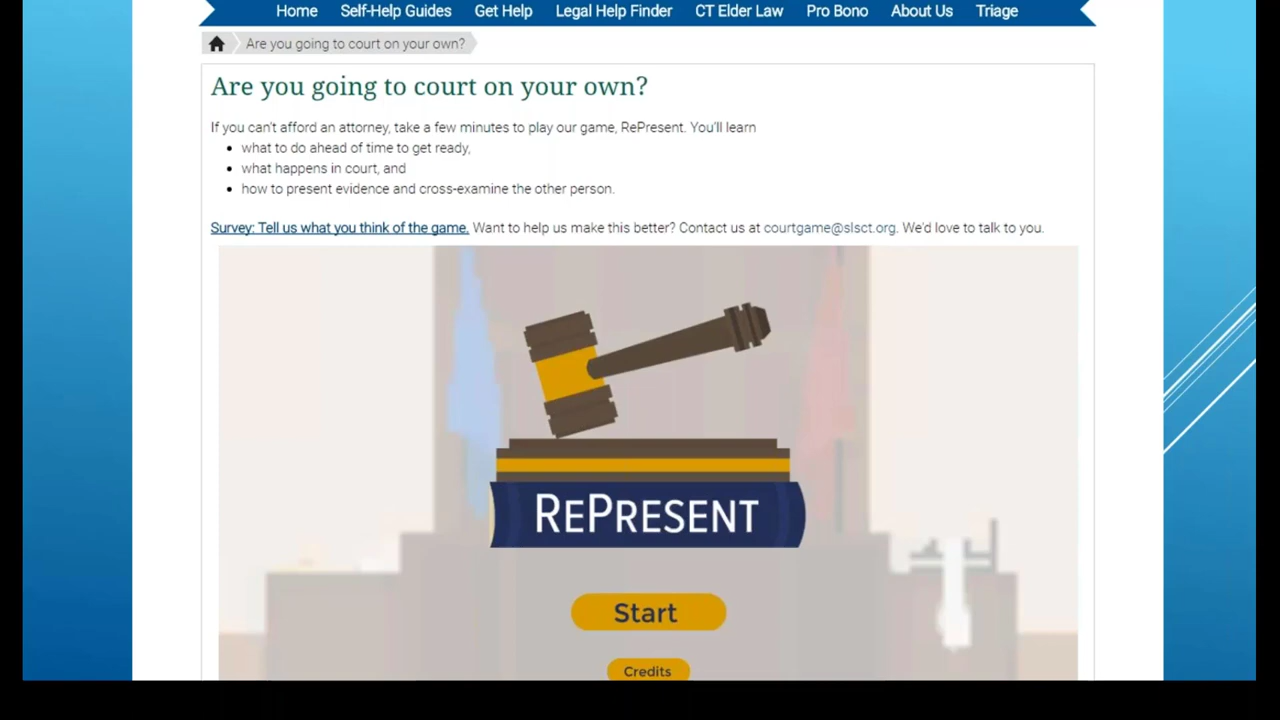 Home Self-Help Guides Get Help Legal Help Finder CT Elder Law Pro Bono About Us Triage
Are you going to court on your own?
Are you going to court on your own?
If you can't afford an attorney, take a few minutes to play our game, RePresent. You'll learn
• what to do ahead of time to get ready,
• what happens in court, and
• how to present evidence and cross-examine the other person.
Survey: Tell us what you think of the game. Want to help us make this better? Contact us at courtgame@slsct.org. We'd love to talk to you.
REPRESENT
Start
Credits